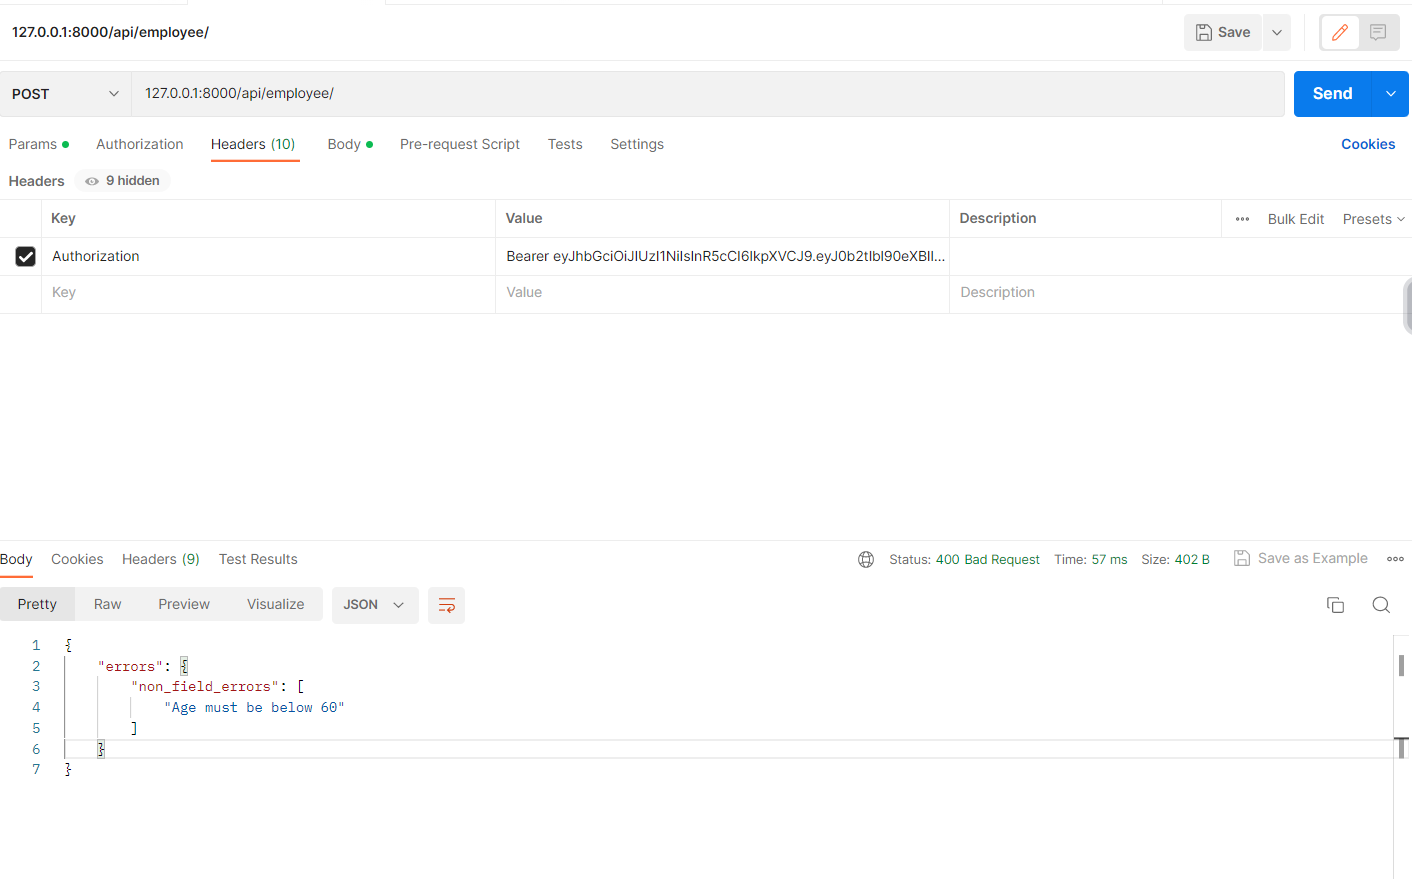 127.0.0.1:8000/api/employee/
Save
POST
127.0.0.1:8000/api/employee/
Send
Params
Authorization
Headers (10)
Body
Pre-request Script
Tests
Settings
Cookies
Headers
9 hidden
Key
Value
Description
Bulk Edit
Presets
Authorization
Bearer eyJhbGciOiJIUzI1NiIsInR5cCI6IkpXVCJ9.eyJ0b2tlbl90eXBlI...
Key
Value
Description
Body
Cookies
Headers (9)
Test Results
Status: 400 Bad Request
Time: 57 ms
Size: 402 B
Save as Example
Pretty
Raw
Preview
Visualize
JSON
1 {
2 "errors": {
3 "non_field_errors": [
4 "Age must be below 60"
5 ]
6 }
7 }